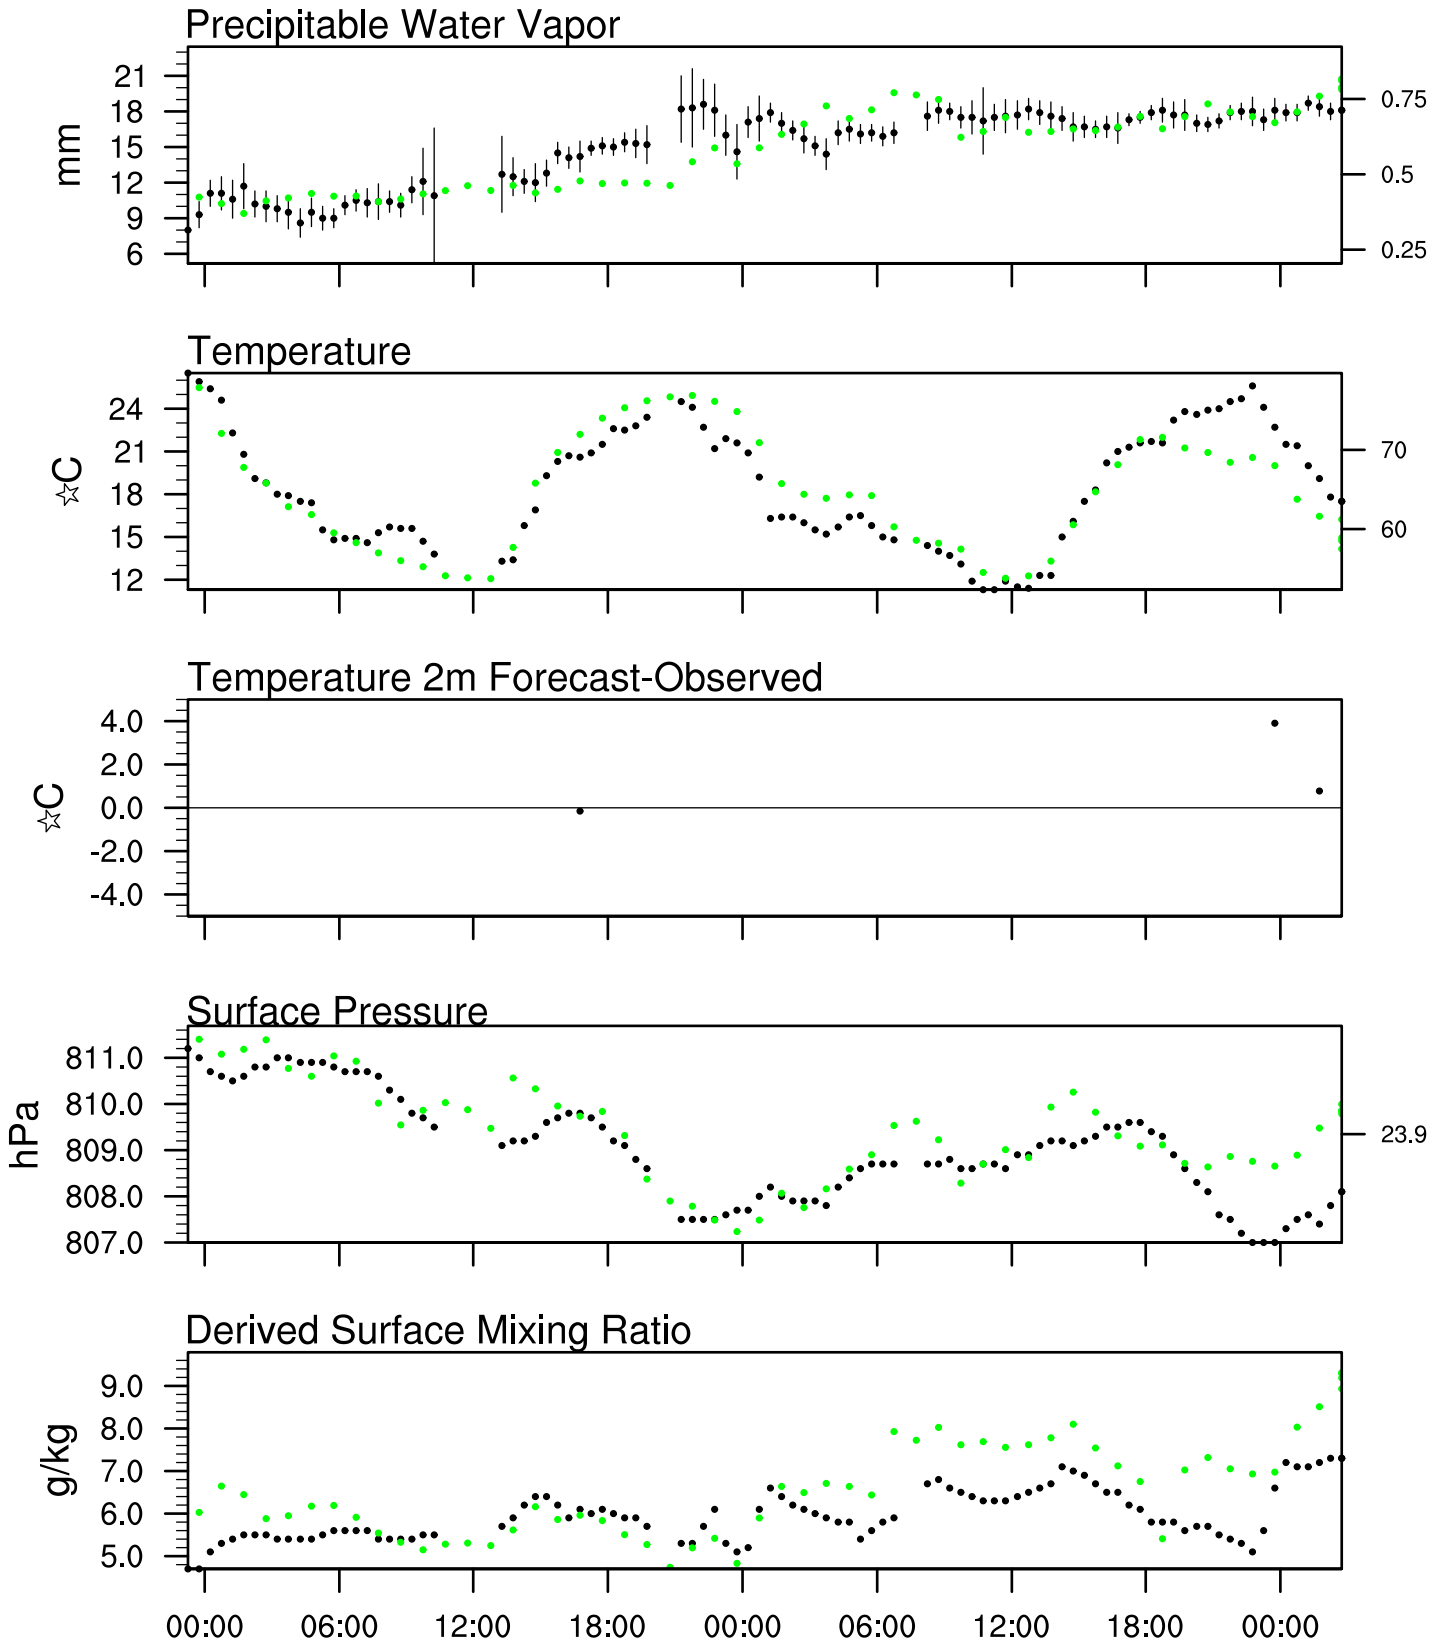 Precipitable Water Vapor
21
18
15
12
9
6
mm
0.75
0.5
0.25
Temperature
24
21
18
15
12
☆C
70
60
Temperature 2m Forecast-Observed
4.0
2.0
0.0
-2.0
-4.0
☆C
Surface Pressure
811.0
810.0
809.0
808.0
807.0
hPa
23.9
Derived Surface Mixing Ratio
9.0
8.0
7.0
6.0
5.0
g/kg
00:00 06:00 12:00 18:00 00:00 06:00 12:00 18:00 00:00